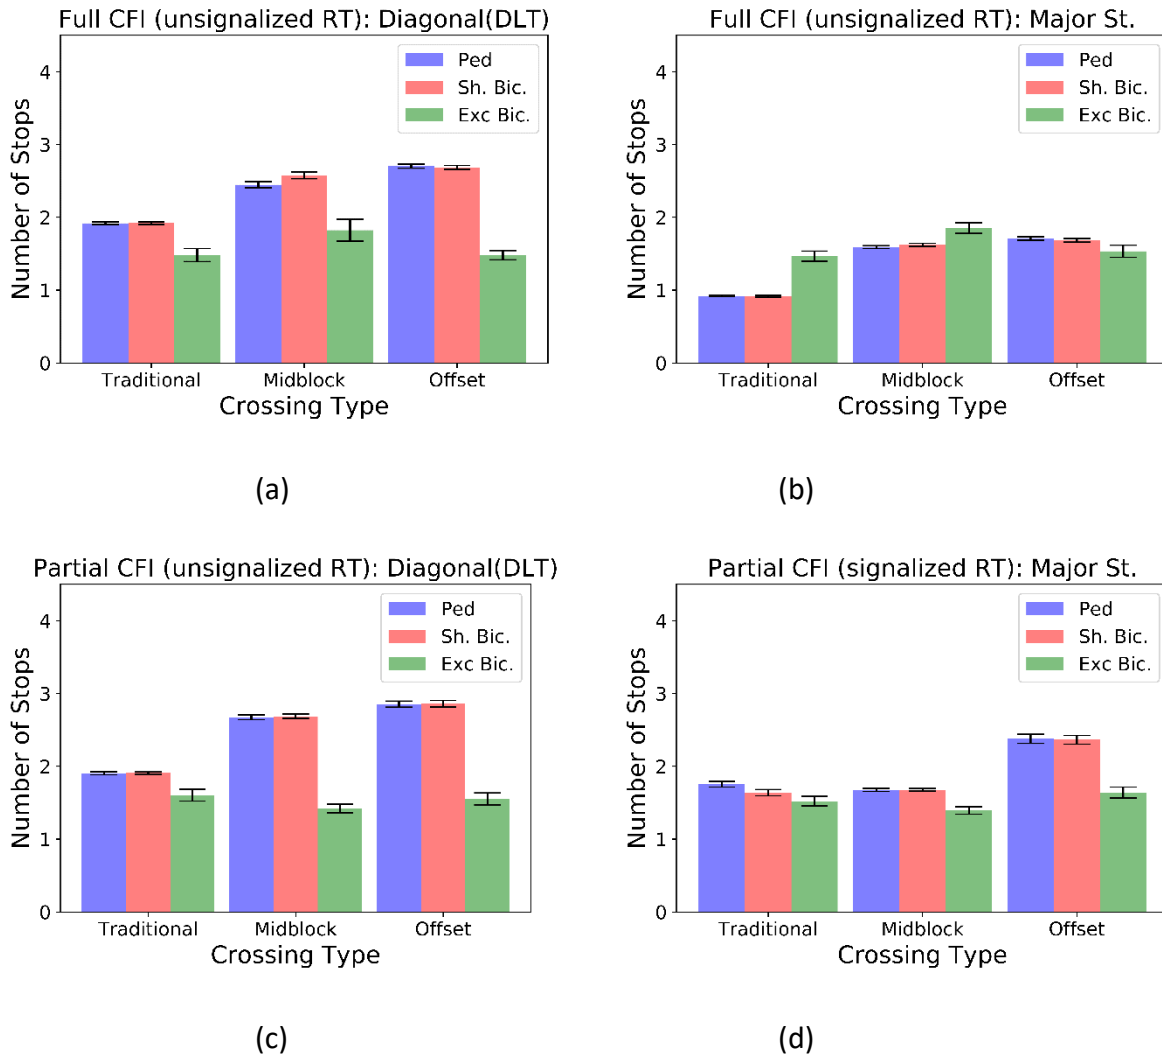 Full CFI (unsignalized RT): Diagonal(DLT)
Number of Stops
4
3
2
1
0
Ped
Sh. Bic.
Exc Bic.
Traditional Midblock Offset
Crossing Type
(a)
Full CFI (unsignalized RT): Major St.
Number of Stops
4
3
2
1
0
Ped
Sh. Bic.
Exc Bic.
Traditional Midblock Offset
Crossing Type
(b)
Partial CFI (unsignalized RT): Diagonal(DLT)
Number of Stops
4
3
2
1
0
Ped
Sh. Bic.
Exc Bic.
Traditional Midblock Offset
Crossing Type
(c)
Partial CFI (signalized RT): Major St.
Number of Stops
4
3
2
1
0
Ped
Sh. Bic.
Exc Bic.
Traditional Midblock Offset
Crossing Type
(d)